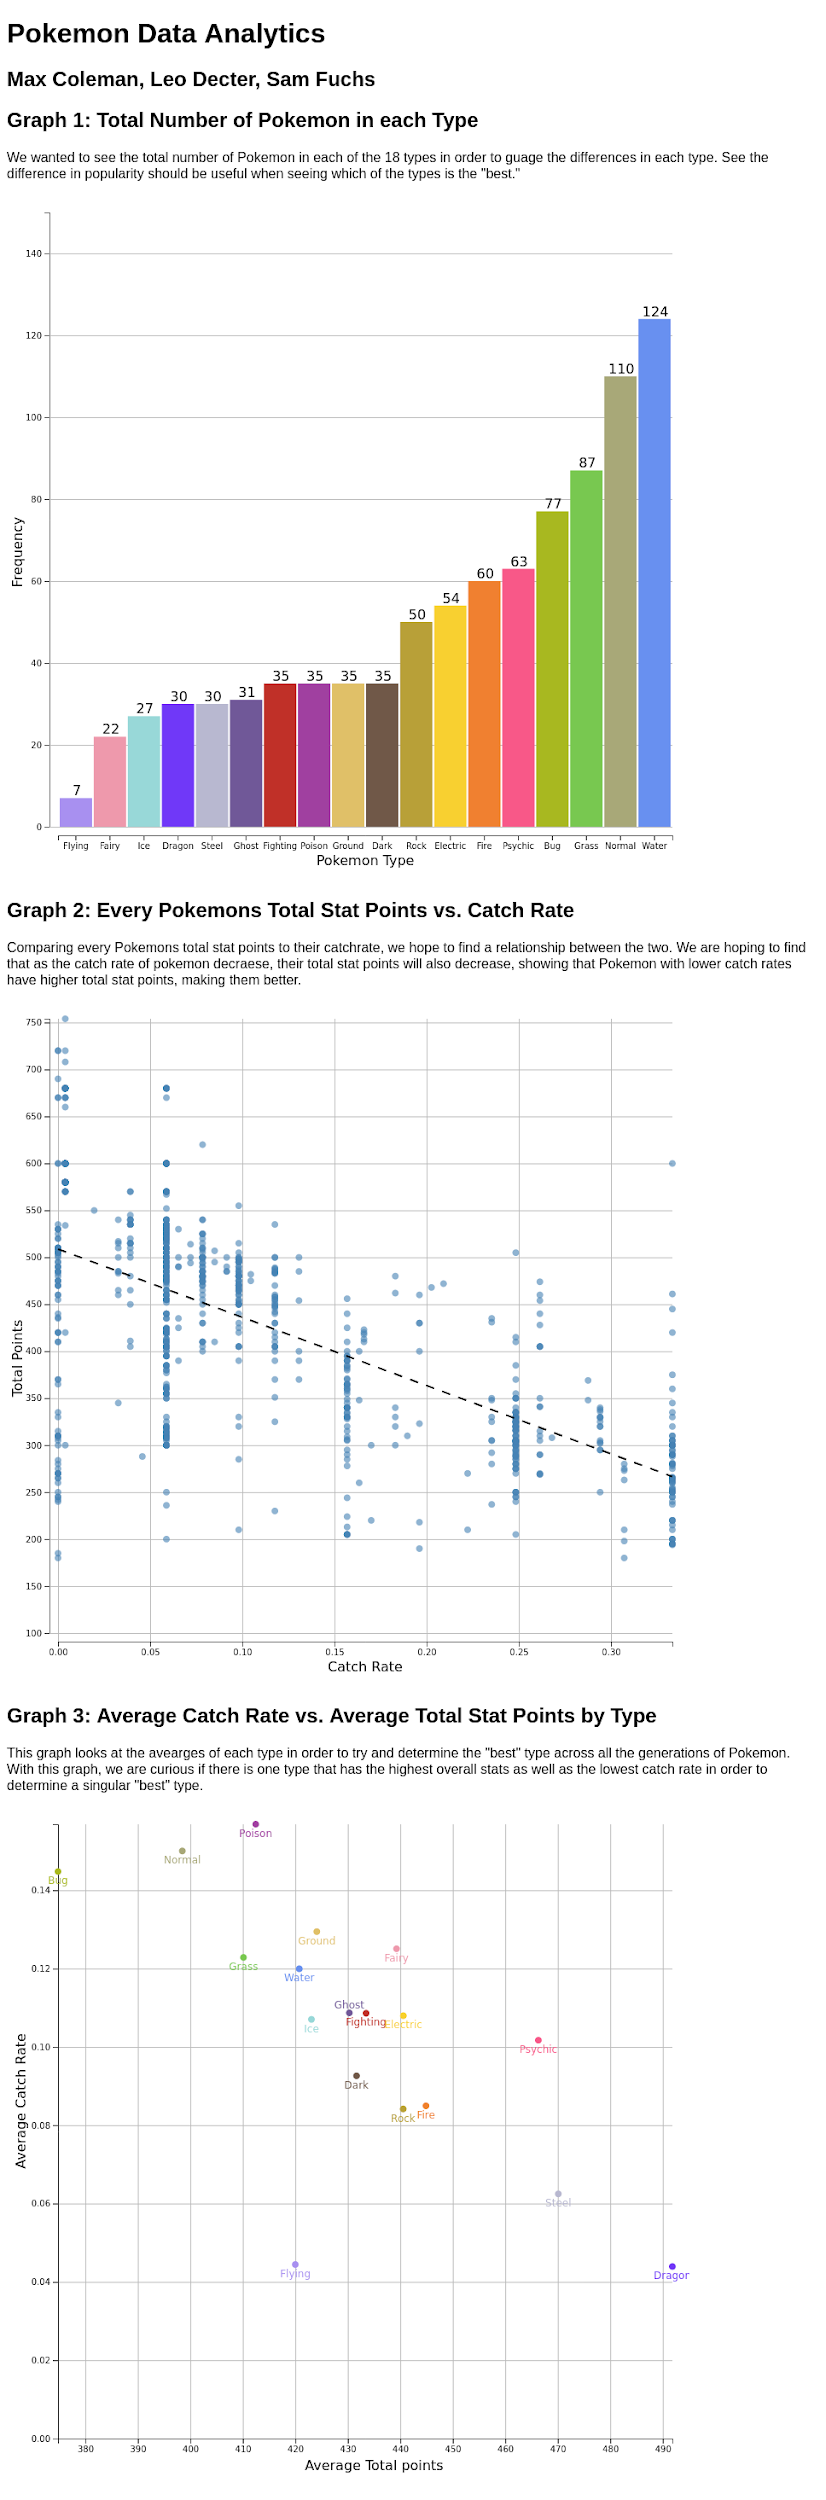 Pokemon Data Analytics
Max Coleman, Leo Decter, Sam Fuchs
Graph 1: Total Number of Pokemon in each Type
We wanted to see the total number of Pokemon in each of the 18 types in order to guage the differences in each type. See the
difference in popularity should be useful when seeing which of the types is the "best."
140
120
100
80
60
40
20
0
Frequency
7
22
27
30
30
31
35
35
35
35
50
54
60
63
77
87
110
124
Flying Fairy Ice Dragon Steel Ghost Fighting Poison Ground Dark Rock Electric Fire Psychic Bug Grass Normal Water
Pokemon Type
Graph 2: Every Pokemons Total Stat Points vs. Catch Rate
Comparing every Pokemons total stat points to their catchrate, we hope to find a relationship between the two. We are hoping to find
that as the catch rate of pokemon decraese, their total stat points will also decrease, showing that Pokemon with lower catch rates
have higher total stat points, making them better.
750
700
650
600
550
500
450
400
350
300
250
200
150
100
Total Points
0.00 0.05 0.10 0.15 0.20 0.25 0.30
Catch Rate
Graph 3: Average Catch Rate vs. Average Total Stat Points by Type
This graph looks at the avearges of each type in order to try and determine the "best" type across all the generations of Pokemon.
With this graph, we are curious if there is one type that has the highest overall stats as well as the lowest catch rate in order to
determine a singular "best" type.
Poison
Normal
Bug
Ground
Fairy
Grass
Water
Ghost
Fighting
Electric
Ice
Psychic
Dark
Rock
Fire
Steel
Flying
Dragon
0.14
0.12
0.10
0.08
0.06
0.04
0.02
0.00
Average Catch Rate
380 390 400 410 420 430 440 450 460 470 480 490
Average Total points